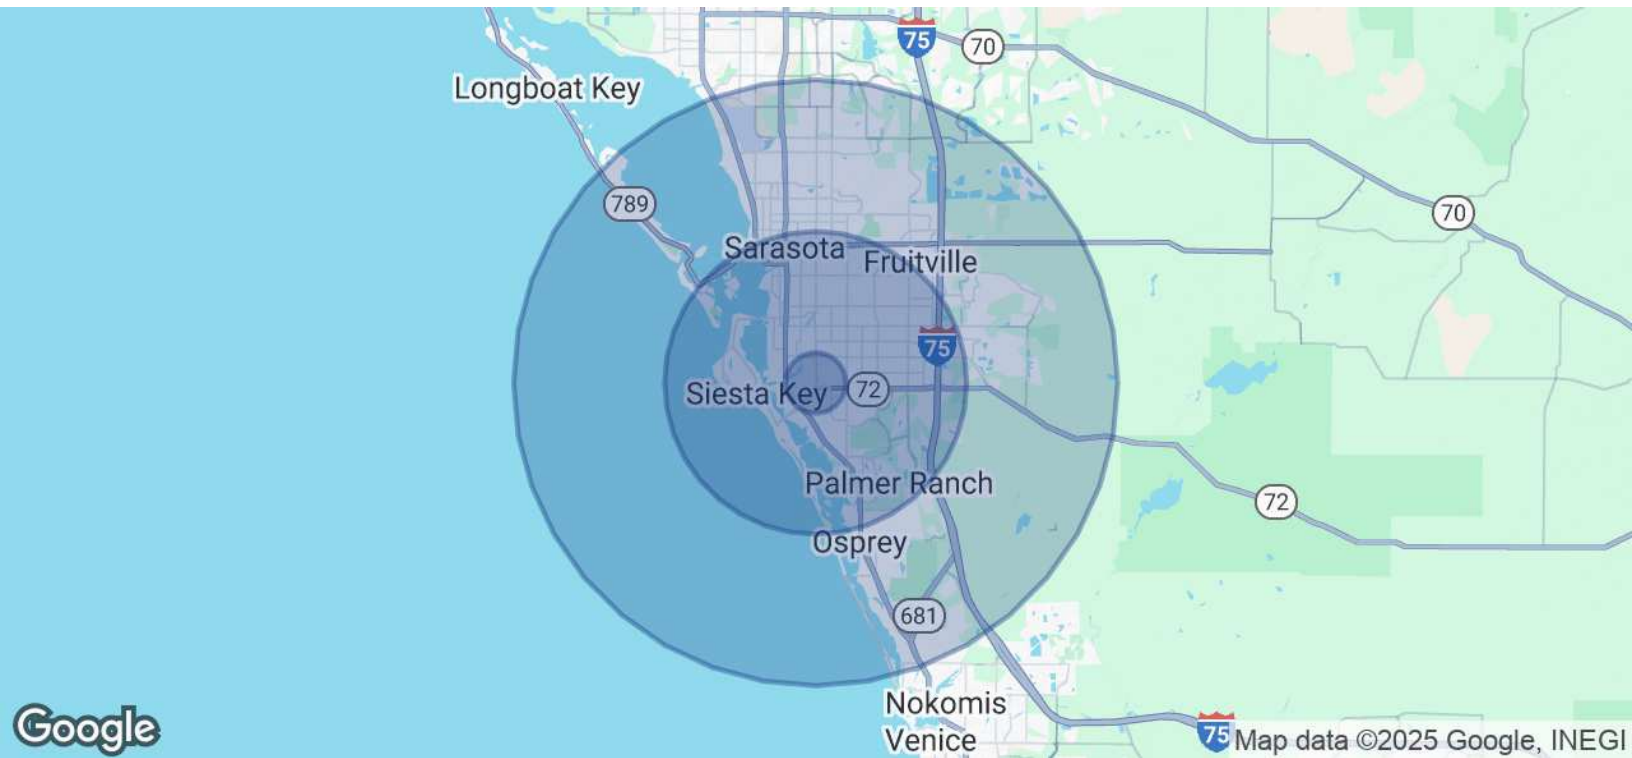 75
70
Longboat Key
789
70
Sarasota
Fruitville
75
Siesta Key
72
Palmer Ranch
72
Osprey
681
Nokomis
Venice
Google
75
Map data ©2025 Google, INEGI